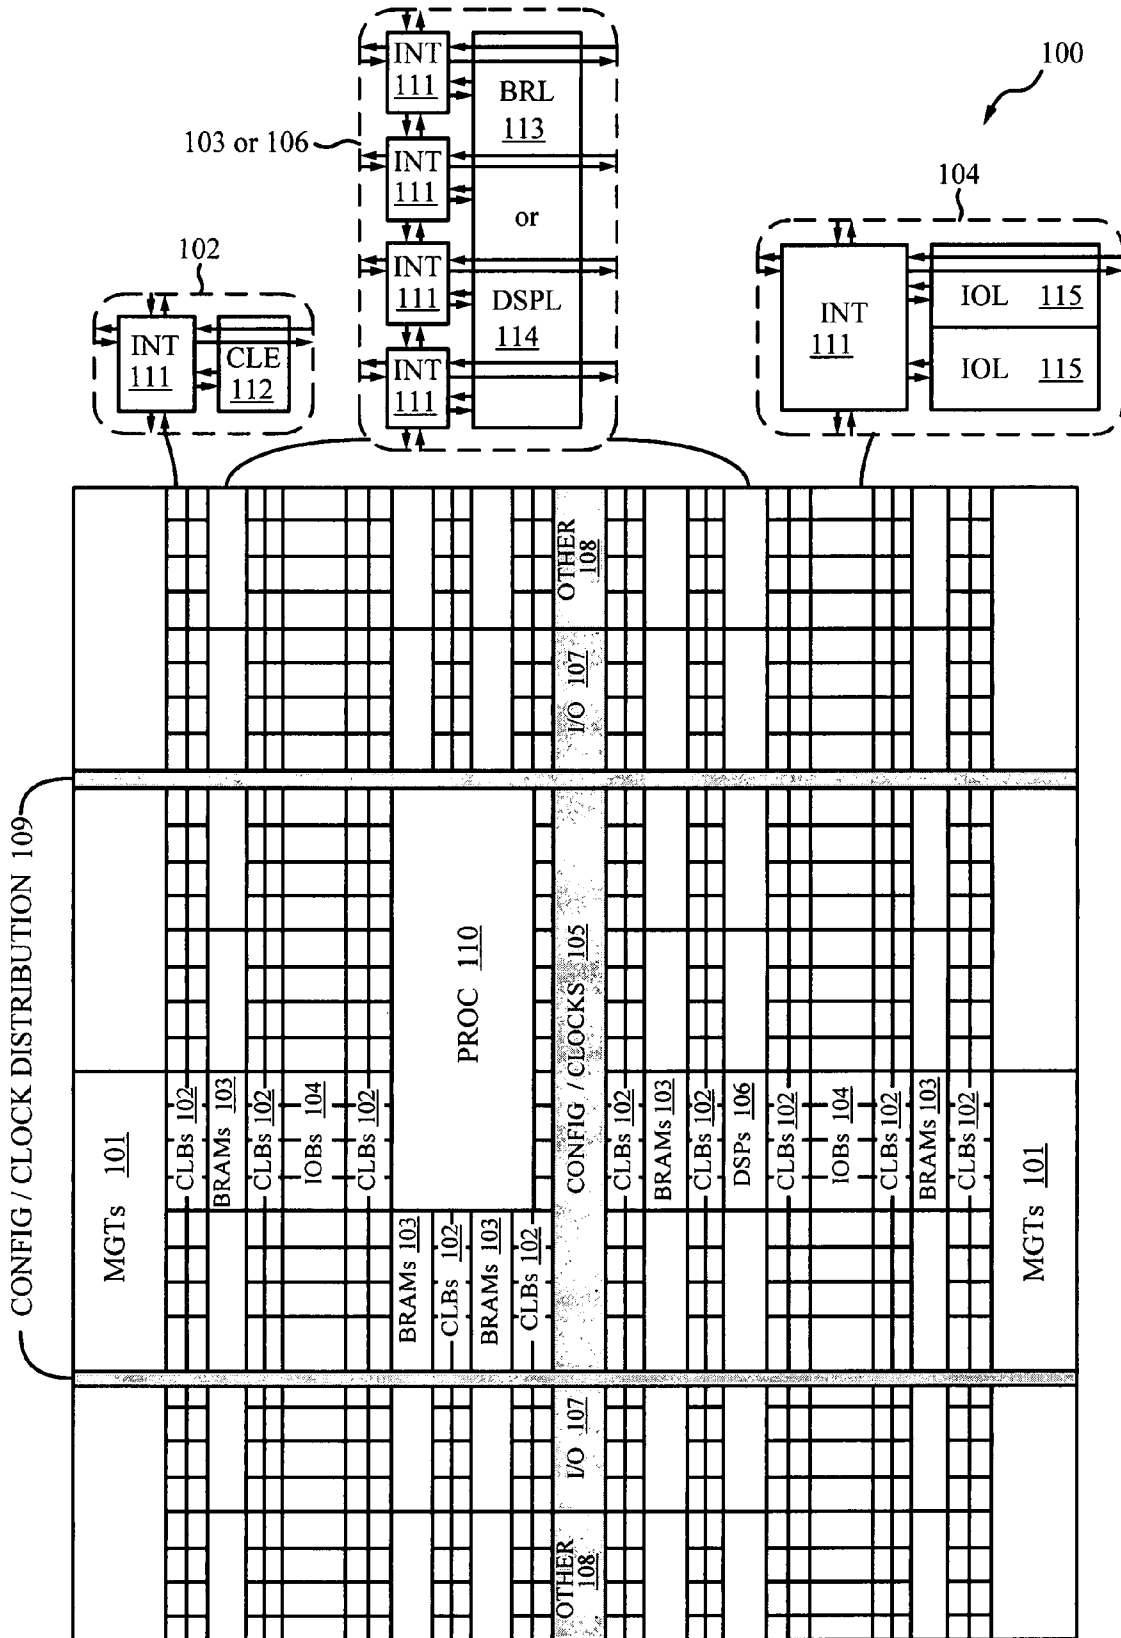 100
INT
111
INT
111
INT
111
INT
111
BRL
113
or
DSPL
114
103 or 106
102
INT
111
CLE
112
104
INT
111
IOL 115
IOL 115
CONFIG / CLOCK DISTRIBUTION 109
OTHER
108
I/O 107
CONFIG / CLOCKS 105
I/O 107
OTHER
108
PROC 110
MGTs 101
CLBs 102
BRAMs 103
CLBs 102
IOBs 104
CLBs 102
BRAMs 103
CLBs 102
BRAMs 103
CLBs 102
CLBs 102
BRAMs 103
CLBs 102
DSPs 106
CLBs 102
IOBs 104
CLBs 102
BRAMs 103
CLBs 102
MGTs 101